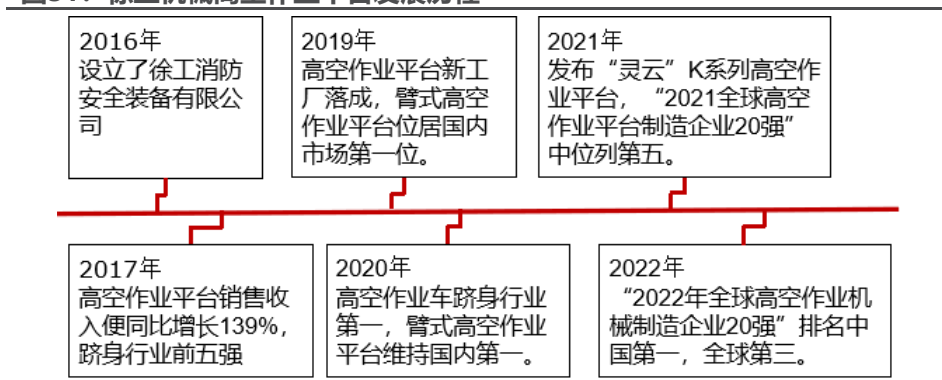 2016年
设立了徐工消防
安全装备有限公
司
2019年
高空作业平台新工
厂落成，臂式高空
作业平台位居国内
市场第一位。
2021年
发布“灵云”K系列高空作
业平台，“2021全球高空
作业平台制造企业20强”
中位列第五。
2017年
高空作业平台销售收
入便同比增长139%，
跻身行业前五强
2020年
高空作业车跻身行业
第一，臂式高空作业
平台维持国内第一。
2022年
“2022年全球高空作业机
械制造企业20强”排名中
国第一，全球第三。